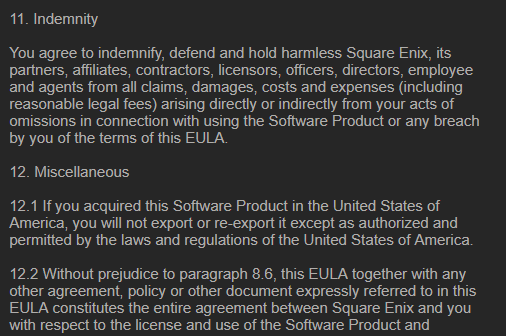 11. Indemnity
You agree to indemnify, defend and hold harmless Square Enix, its
partners, affiliates, contractors, licensors, officers, directors, employee
and agents from all claims, damages, costs and expenses (including
reasonable legal fees) arising directly or indirectly from your acts of
omissions in connection with using the Software Product or any breach
by you of the terms of this EULA.
12. Miscellaneous
12.1 If you acquired this Software Product in the United States of
America, you will not export or re-export it except as authorized and
permitted by the laws and regulations of the United States of America.
12.2 Without prejudice to paragraph 8.6, this EULA together with any
other agreement, policy or other document expressly referred to in this
EULA constitutes the entire agreement between Square Enix and you
with respect to the license and use of the Software Product and